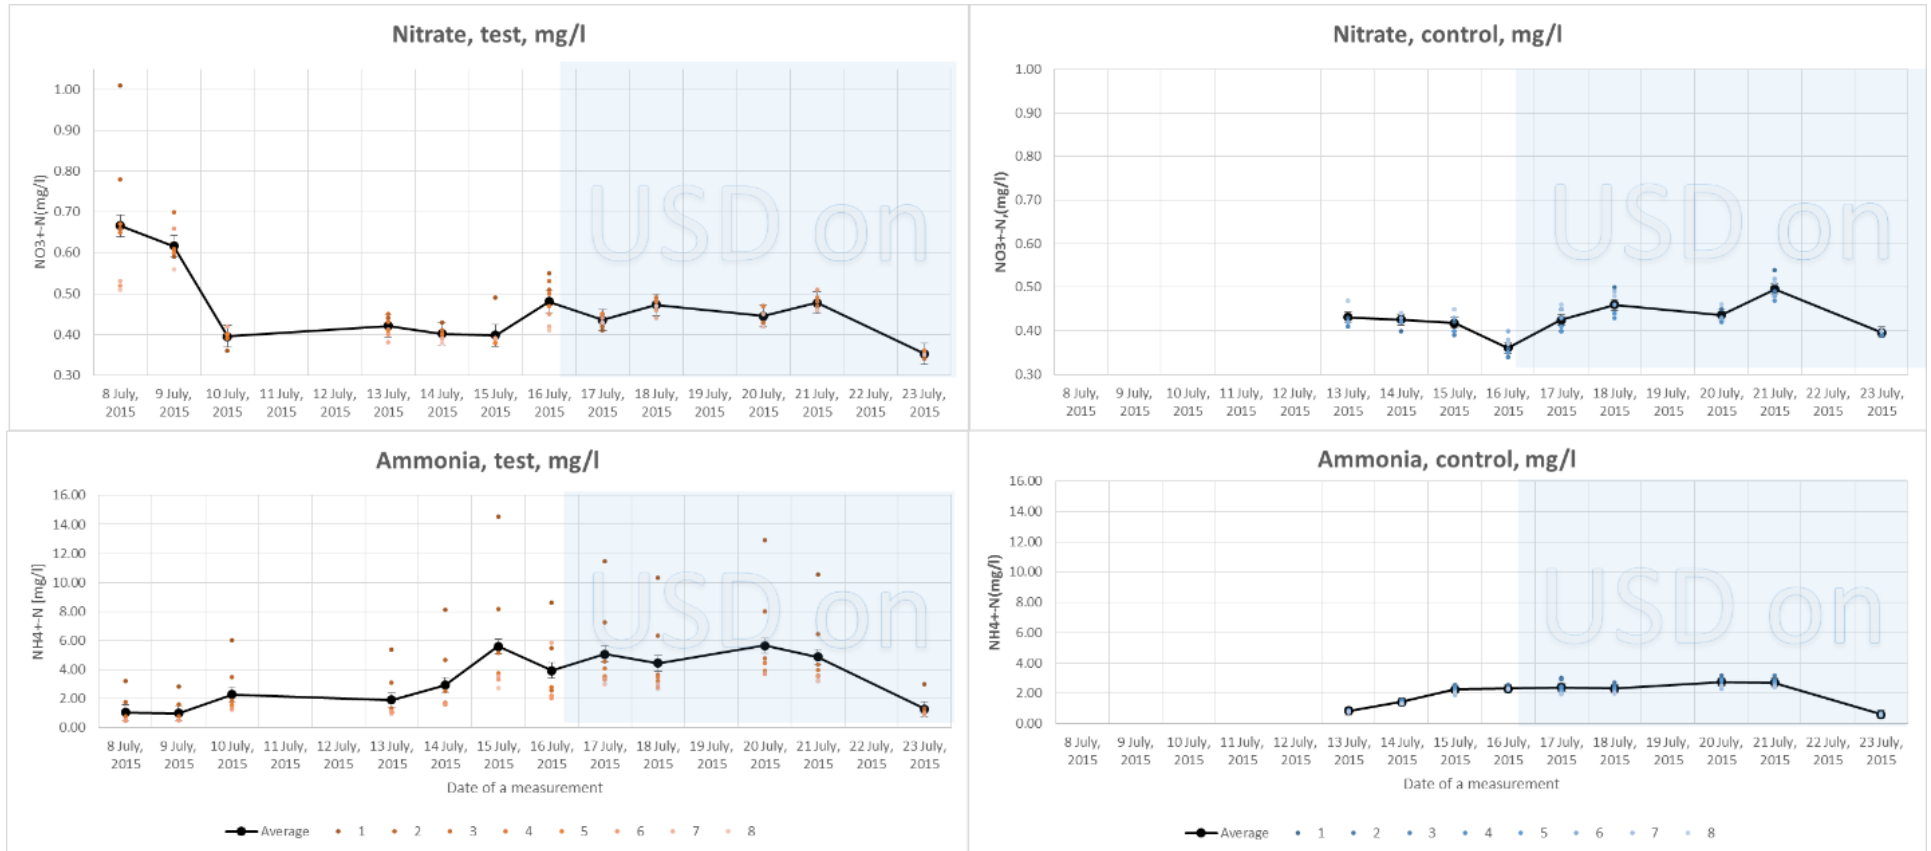 Nitrate, test, mg/l
NO3+-N(mg/l)
1.00
0.90
0.80
0.70
0.60
0.50
0.40
0.30
USD on
8 July, 2015
9 July, 2015
10 July, 2015
11 July, 2015
12 July, 2015
13 July, 2015
14 July, 2015
15 July, 2015
16 July, 2015
17 July, 2015
18 July, 2015
19 July, 2015
20 July, 2015
21 July, 2015
22 July, 2015
23 July, 2015
Nitrate, control, mg/l
NO3+-N,(mg/l)
1.00
0.90
0.80
0.70
0.60
0.50
0.40
0.30
USD on
8 July, 2015
9 July, 2015
10 July, 2015
11 July, 2015
12 July, 2015
13 July, 2015
14 July, 2015
15 July, 2015
16 July, 2015
17 July, 2015
18 July, 2015
19 July, 2015
20 July, 2015
21 July, 2015
22 July, 2015
23 July, 2015
Ammonia, test, mg/l
NH4+-N [mg/l]
16.00
14.00
12.00
10.00
8.00
6.00
4.00
2.00
0.00
USD on
8 July, 2015
9 July, 2015
10 July, 2015
11 July, 2015
12 July, 2015
13 July, 2015
14 July, 2015
15 July, 2015
16 July, 2015
17 July, 2015
18 July, 2015
19 July, 2015
20 July, 2015
21 July, 2015
22 July, 2015
23 July, 2015
Date of a measurement
Average 1 2 3 4 5 6 7 8
Ammonia, control, mg/l
NH4+-N(mg/l)
16.00
14.00
12.00
10.00
8.00
6.00
4.00
2.00
0.00
USD on
8 July, 2015
9 July, 2015
10 July, 2015
11 July, 2015
12 July, 2015
13 July, 2015
14 July, 2015
15 July, 2015
16 July, 2015
17 July, 2015
18 July, 2015
19 July, 2015
20 July, 2015
21 July, 2015
22 July, 2015
23 July, 2015
Date of a measurement
Average 1 2 3 4 5 6 7 8